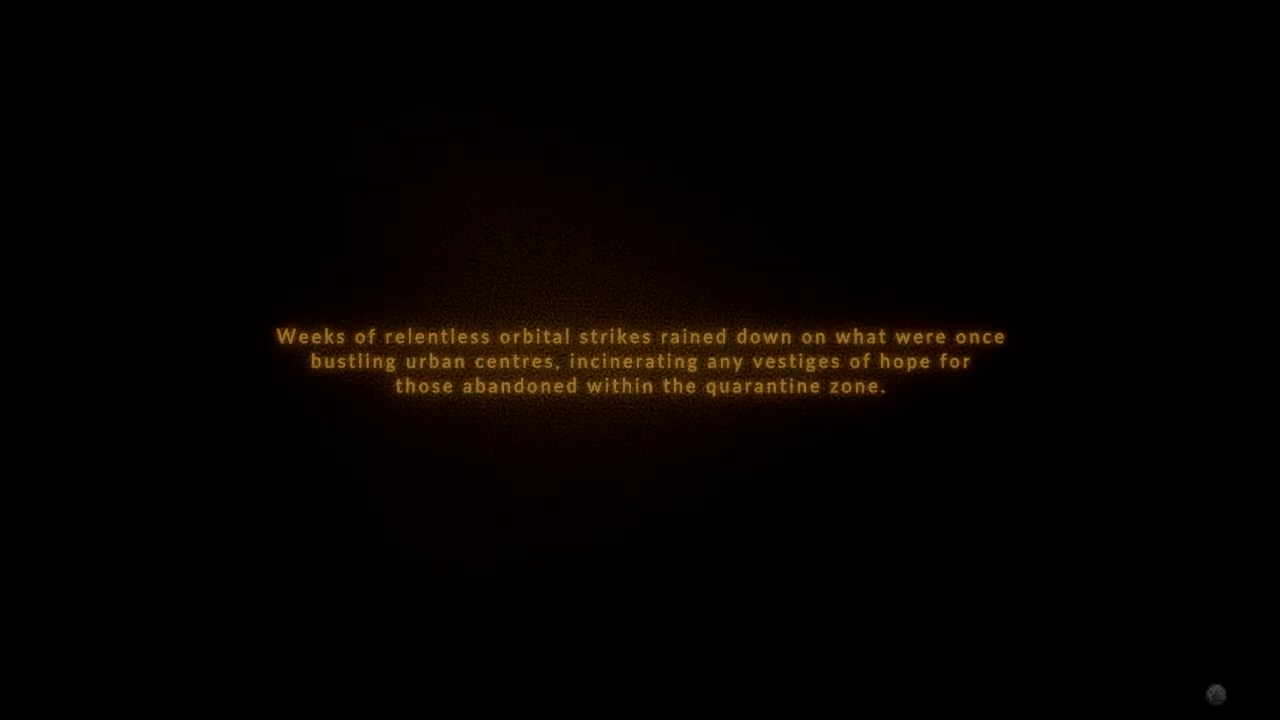 Weeks of relentless orbital strikes rained down on what were once
bustling urban centres, incinerating any vestiges of hope for
those abandoned within the quarantine zone.